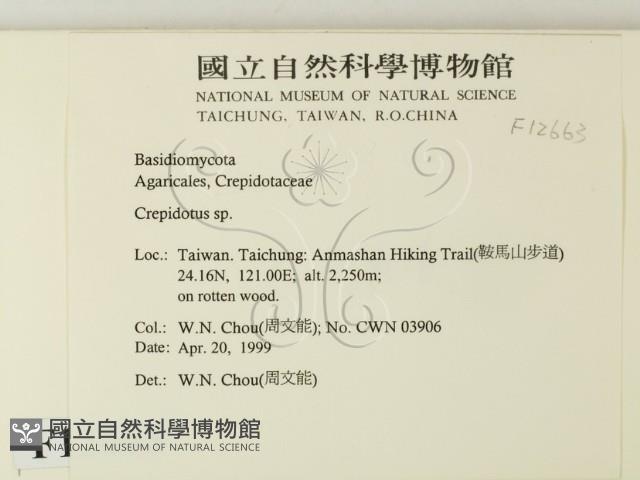 國立自然科學博物館
NATIONAL MUSEUM OF NATURAL SCIENCE
TAICHUNG, TAIWAN, R.O.CHINA
F12663
Basidiomycota
Agaricales, Crepidotaceae
Crepidotus sp.
Loc.: Taiwan. Taichung: Anmashan Hiking Trail(鞍馬山步道)
24.16N, 121.00E; alt. 2,250m;
on rotten wood.
Col.: W.N. Chou(周文能); No. CWN 03906
Date: Apr. 20, 1999
Det.: W.N. Chou(周文能)
國立自然科學博物館
NATIONAL MUSEUM OF NATURAL SCIENCE